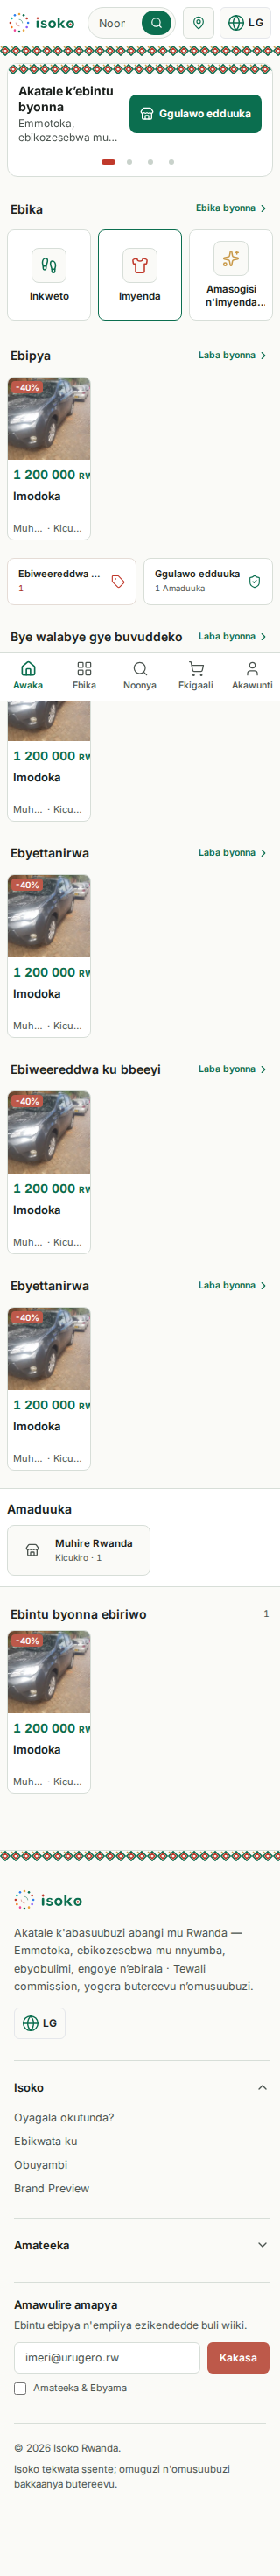 isoko
Noor
LG
Akatale k'ebintu
byonna
Emmotoka,
ebikozesebwa mu...
Ggulawo edduuka
Ebika
Ebika byonna
Inkweto
Imyenda
Amasogisi
n'imyenda...
Ebipya
Laba byonna
-40%
1 200 000 RW
Imodoka
Muh... · Kicu...
Ebiweereddwa ...
1
Ggulawo edduuka
1 Amaduuka
Bye walabye gye buvuddeko
Laba byonna
Awaka
Ebika
Noonya
Ekigaali
Akawunti
1 200 000 RW
Imodoka
Muh... · Kicu...
Ebyettanirwa
Laba byonna
-40%
1 200 000 RW
Imodoka
Muh... · Kicu...
Ebiweereddwa ku bbeeyi
Laba byonna
-40%
1 200 000 RW
Imodoka
Muh... · Kicu...
Ebyettanirwa
Laba byonna
-40%
1 200 000 RW
Imodoka
Muh... · Kicu...
Amaduuka
Muhire Rwanda
Kicukiro · 1
Ebintu byonna ebiriwo
1
-40%
1 200 000 RW
Imodoka
Muh... · Kicu...
isoko
Akatale k'abasuubuzi abangi mu Rwanda —
Emmotoka, ebikozesebwa mu nnyumba,
ebyobulimi, engoye n'ebirala · Tewali
commission, yogera butereevu n'omusuubuzi.
LG
Isoko
Oyagala okutunda?
Ebikwata ku
Obuyambi
Brand Preview
Amateeka
Amawulire amapya
Ebintu ebipya n'empiiya ezikendedde buli wiiki.
imeri@urugero.rw
Kakasa
Amateeka & Ebyama
© 2026 Isoko Rwanda.
Isoko tekwata ssente; omuguzi n'omusuubuzi
bakkaanya butereevu.